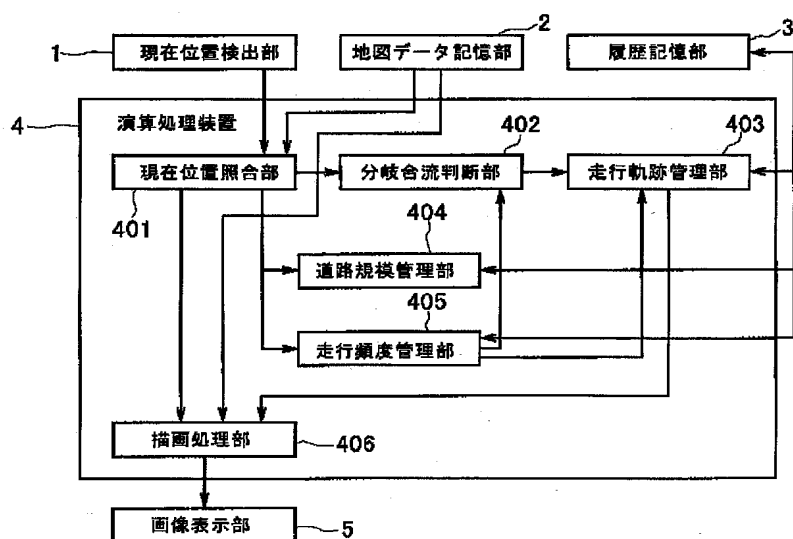 1
現在位置検出部
2
地図データ記憶部
3
履歴記憶部
4
演算処理装置
現在位置照合部
401
402
分岐合流判断部
403
走行軌跡管理部
404
道路規模管理部
405
走行頻度管理部
描画処理部
406
画像表示部
5